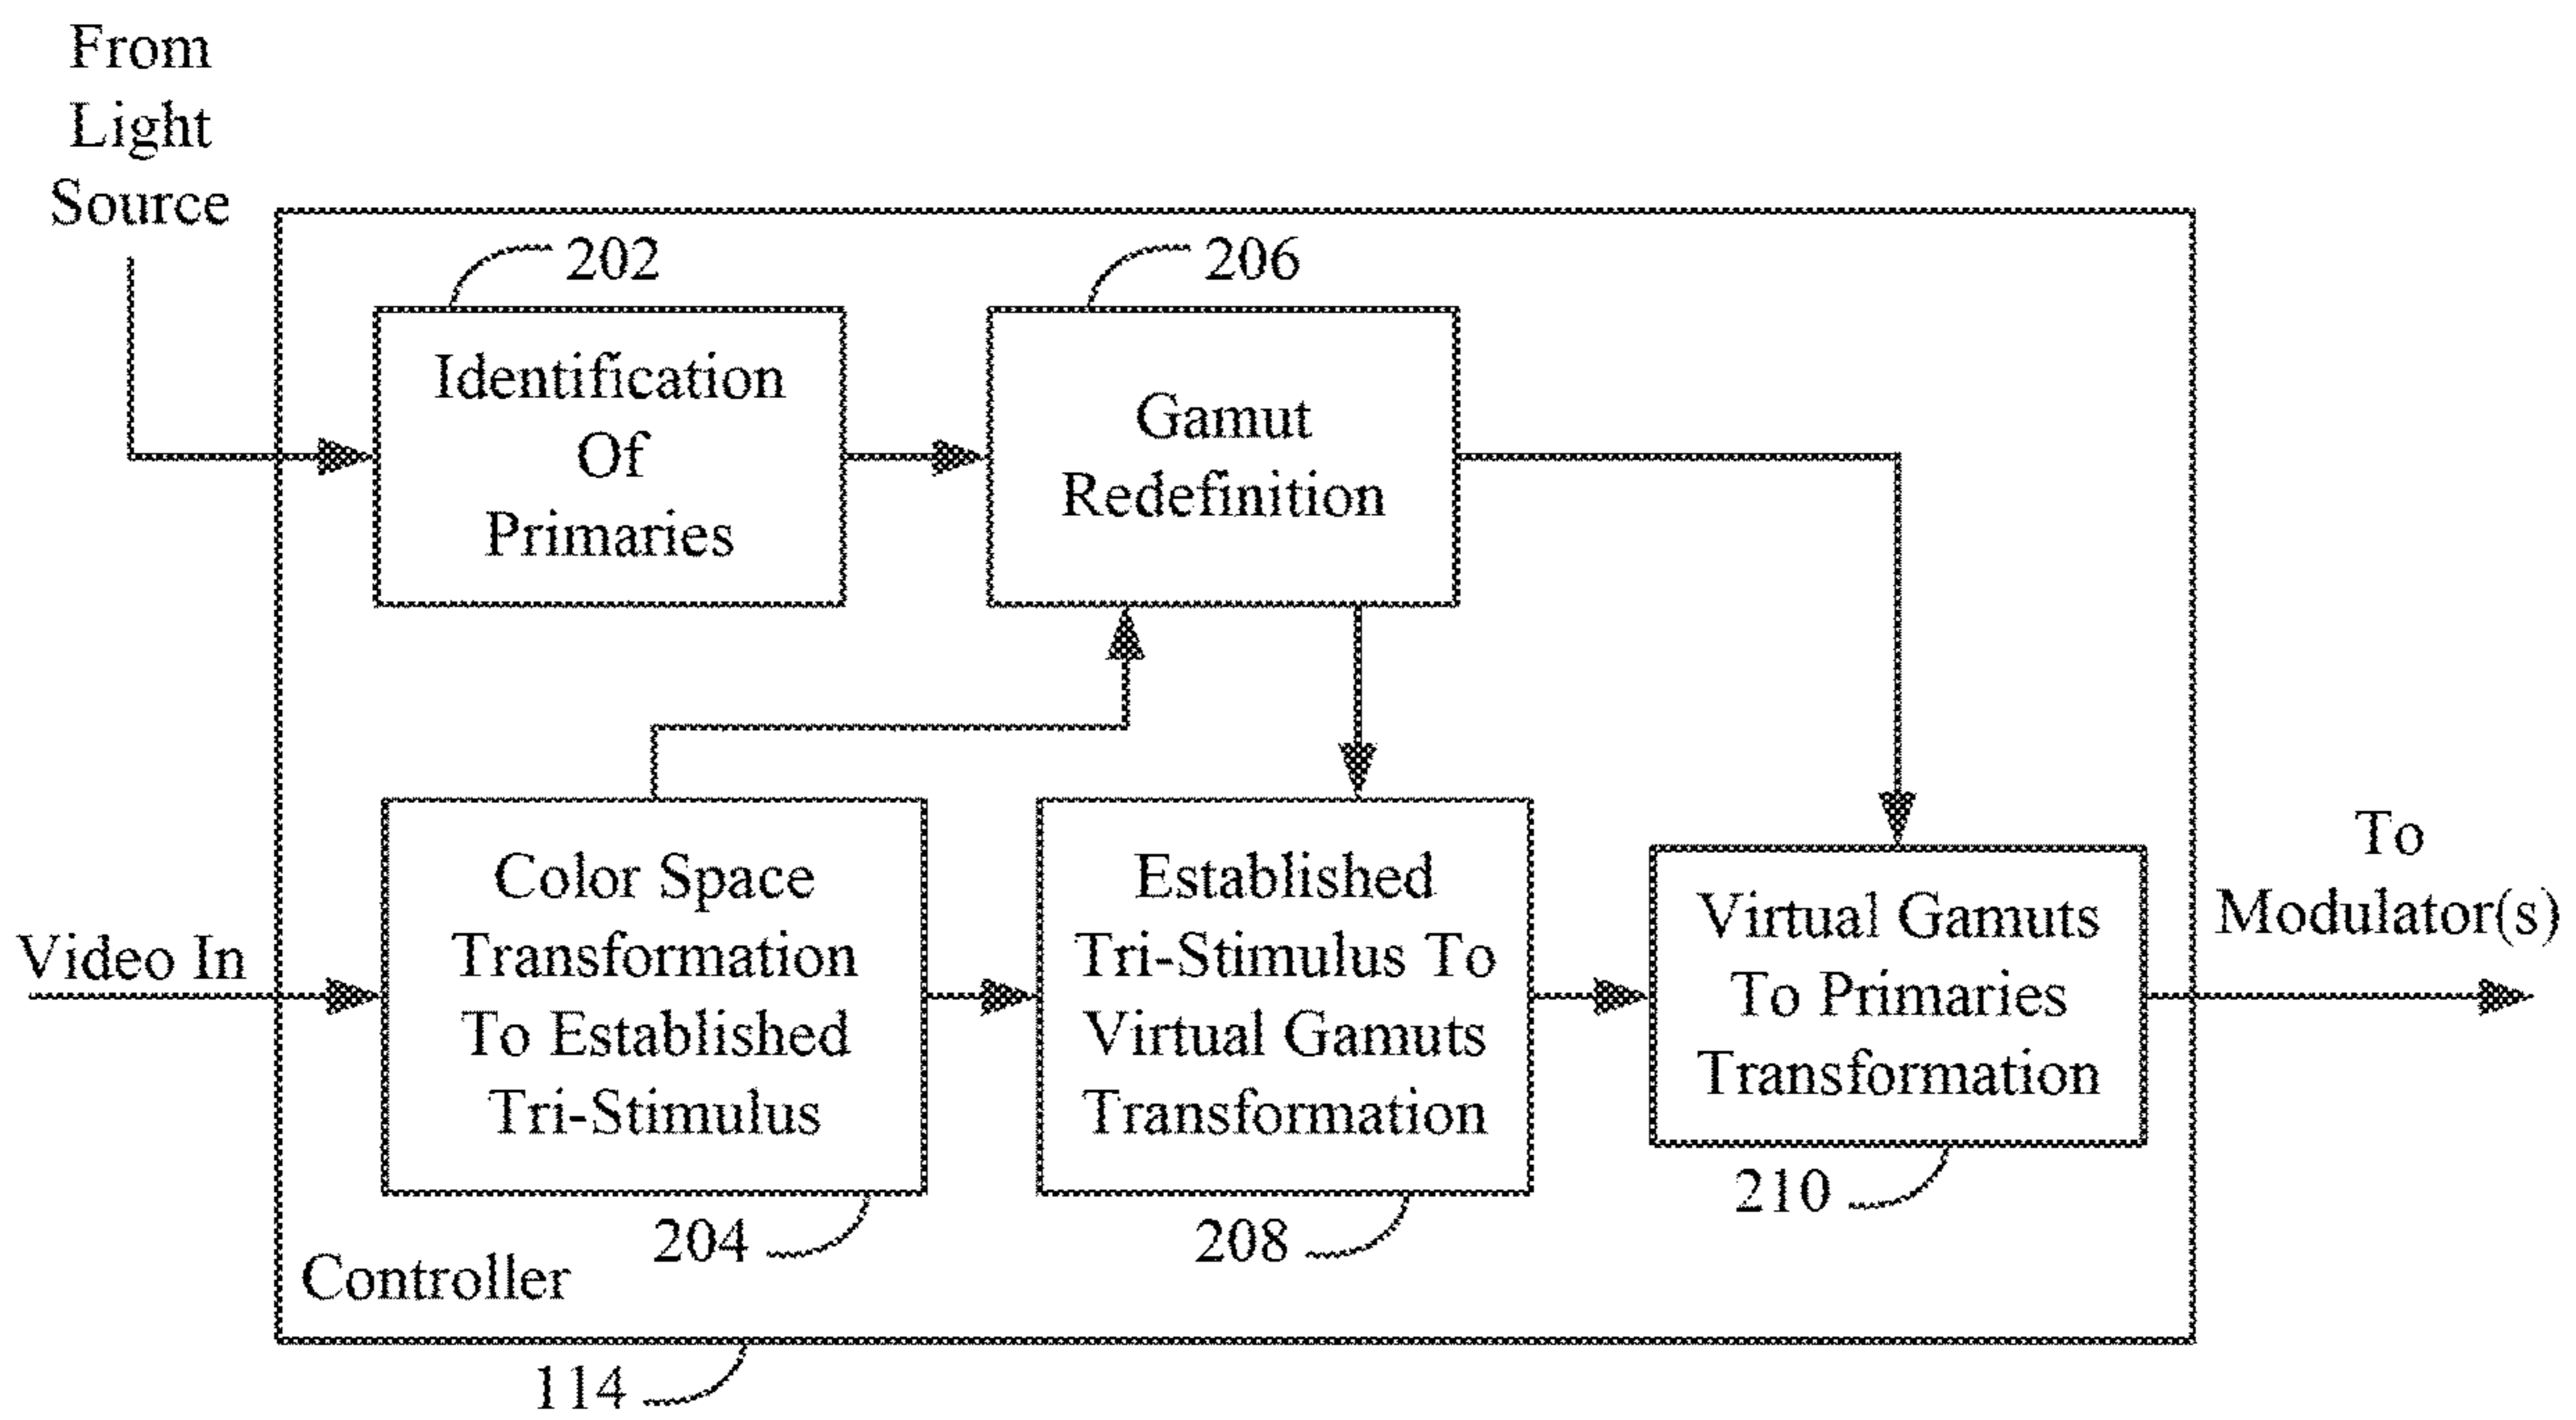 From
Light
Source
202
206
Identification
Of
Primaries
Gamut
Redefinition
Video In
Color Space
Transformation
To Established
Tri-Stimulus
Established
Tri-Stimulus To
Virtual Gamuts
Transformation
Virtual Gamuts
To Primaries
Transformation
To
Modulator(s)
204
208
210
Controller
114